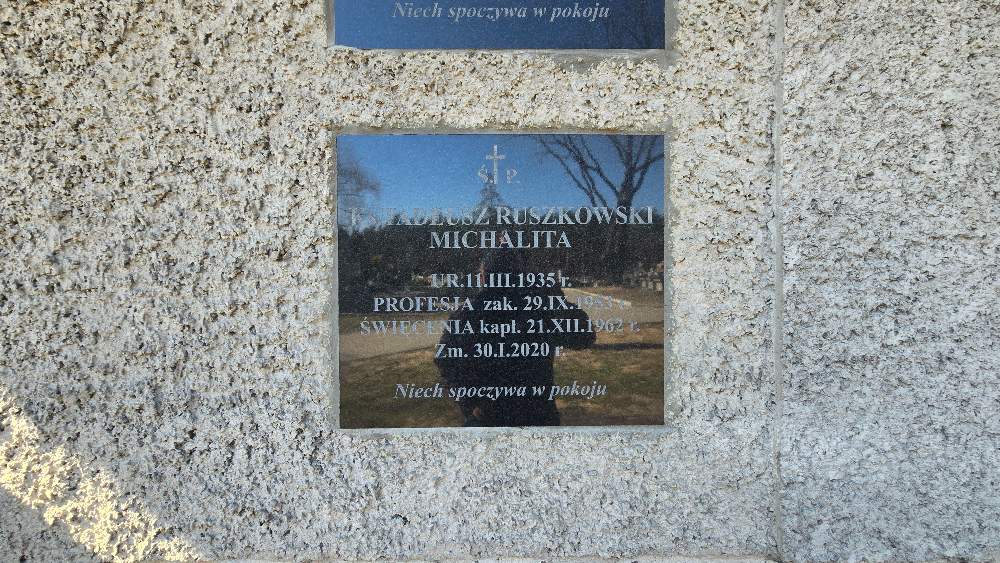 Niech spoczywa w pokoju
Ś. P.
TADEUSZ RUSZKOWSKI
MICHALITA
UR.11.III.1935 r.
PROFESJA zak. 29.IX.1953 r.
ŚWIĘCENIA kapł. 21.XII.1962 r.
Zm. 30.I.2020 r.
Niech spoczywa w pokoju